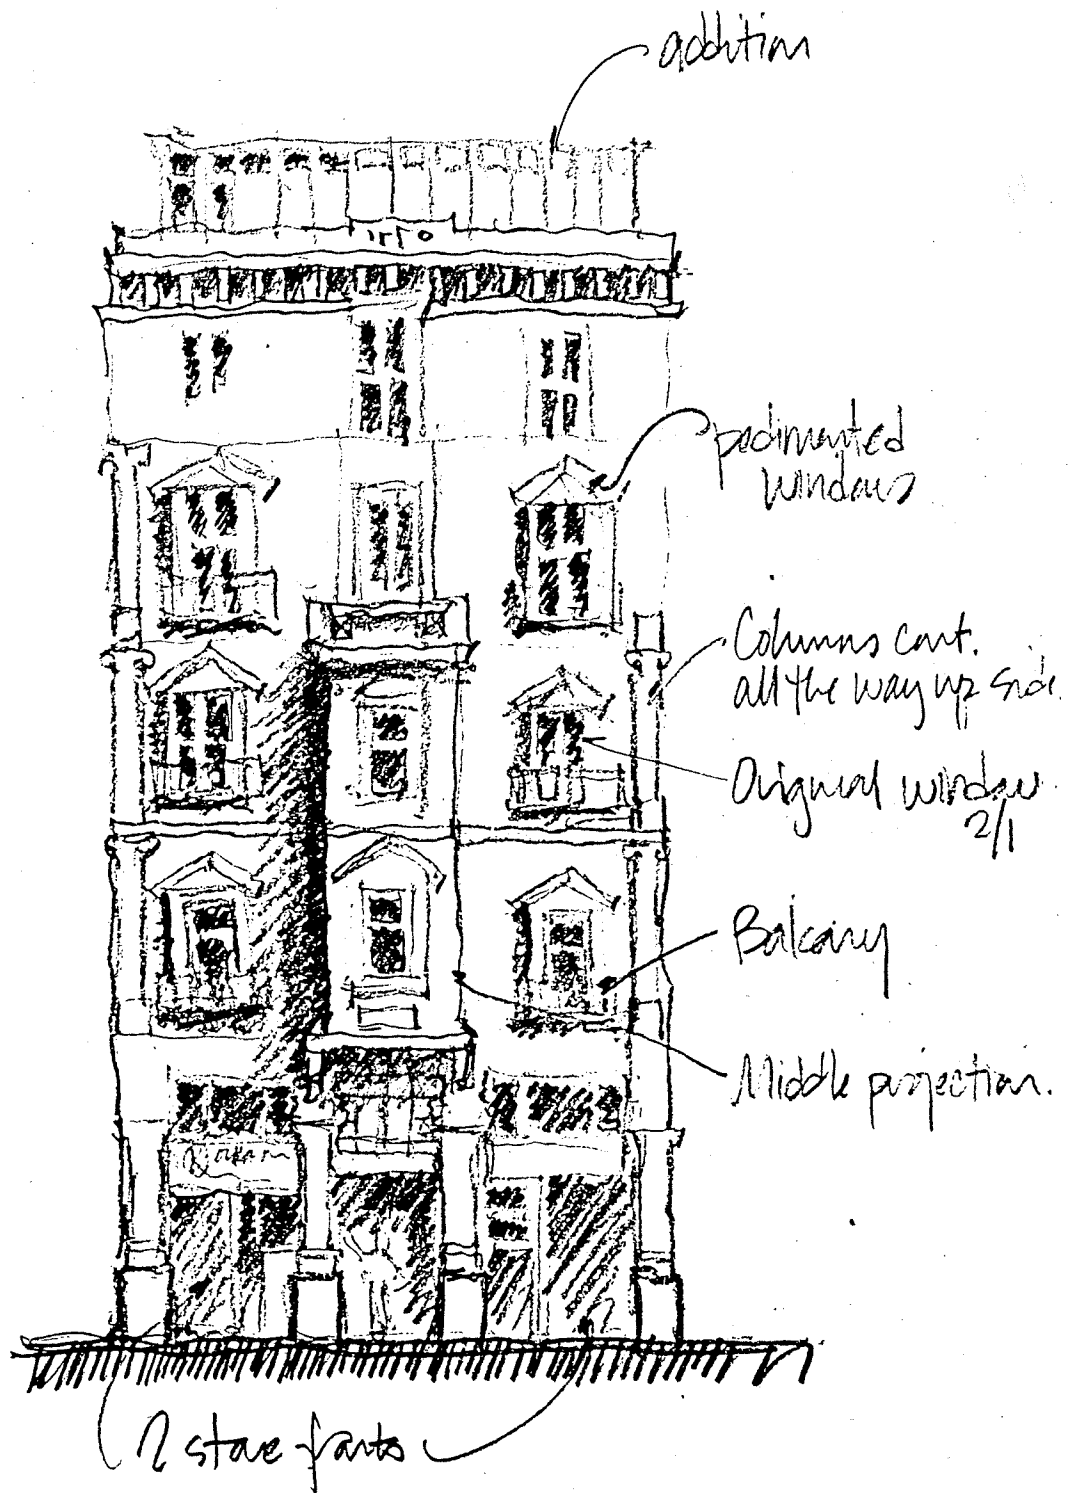 addition
pedimented
windows
Columns cont.
all the way up side.
Original window
2/1
Balcony
Middle projection.
2 store fronts